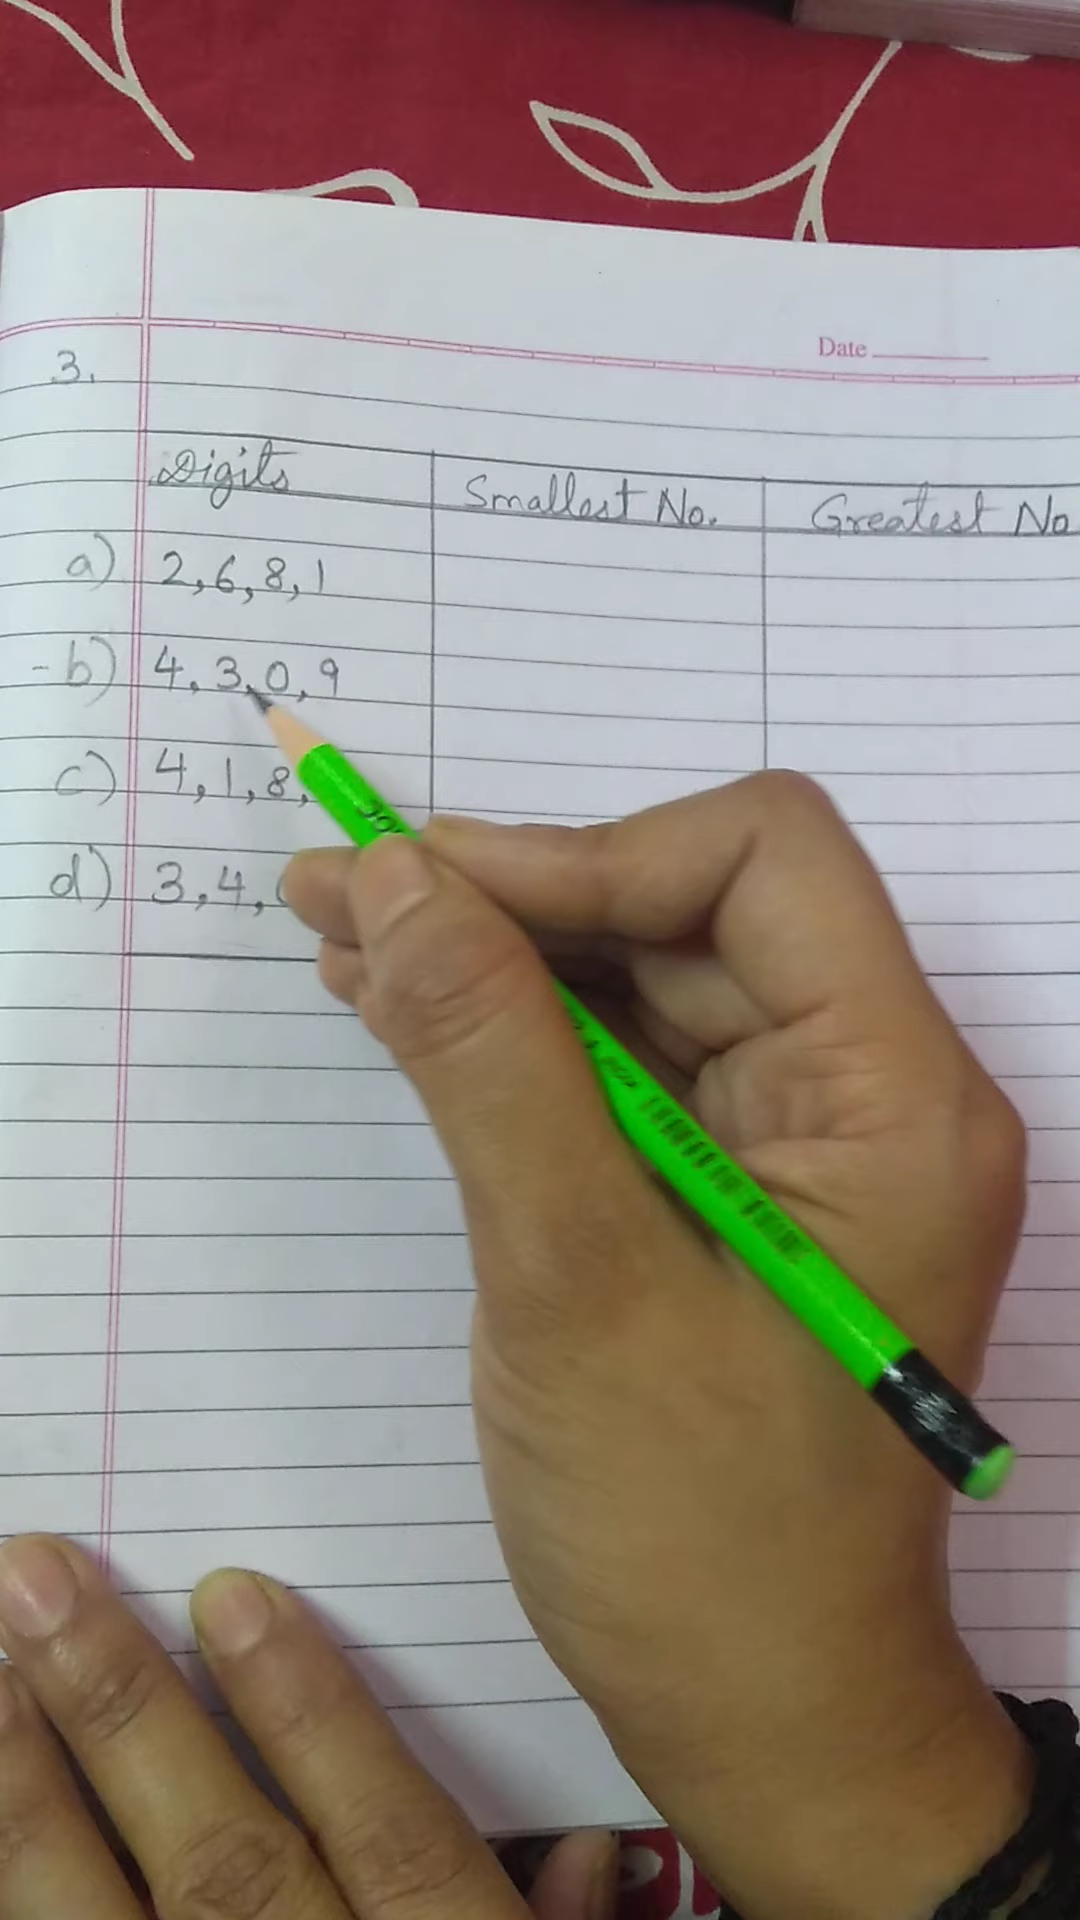 Date
3.
Digits Smallest No. Greatest No
a) 2,6,8,1
b) 4,3,0,9
c) 4,1,8,
d) 3,4,